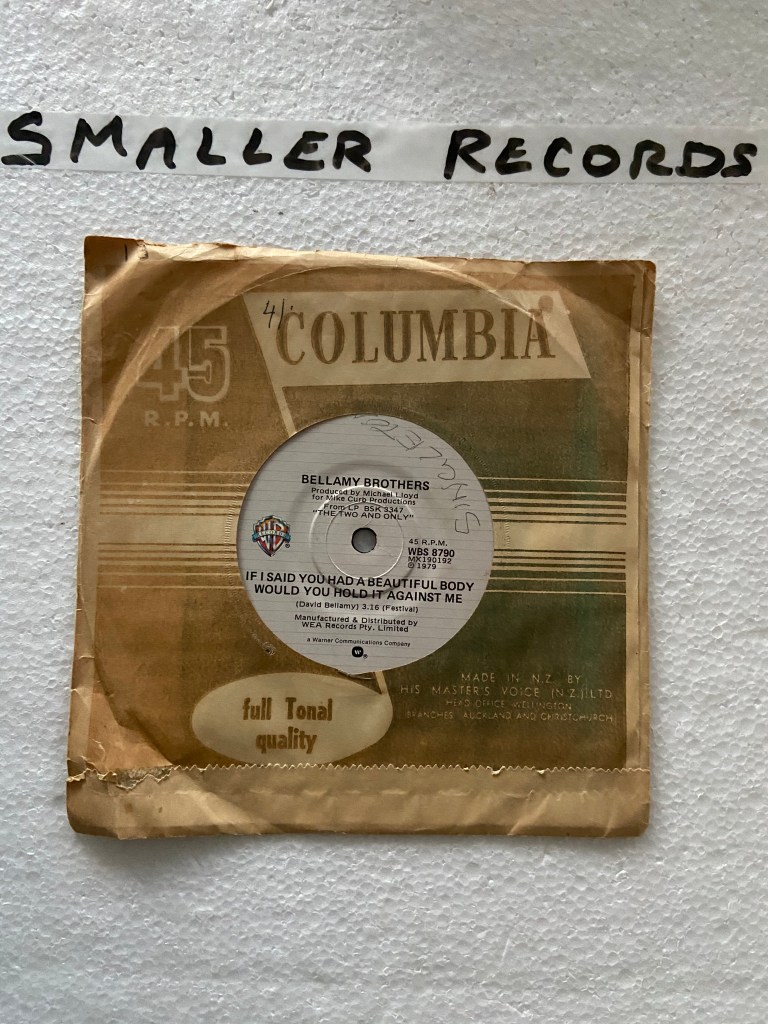 SMALLER RECORDS
4/-
COLUMBIA
45
R.P.M.
SINGLETO
BELLAMY BROTHERS
Produced by Michael Lloyd
for Mike Curb Productions
From LP BSK 3347
"THE TWO AND ONLY"
45 R.P.M.
WBS 8790
MX190192
℗ 1979
IF I SAID YOU HAD A BEAUTIFUL BODY
WOULD YOU HOLD IT AGAINST ME
(David Bellamy) 3.16 (Festival)
Manufactured & Distributed by
WEA Records Pty. Limited
a Warner Communications Company
full Tonal
quality
MADE IN N.Z. BY
HIS MASTER'S VOICE (N.Z.) LTD
HEAD OFFICE WELLINGTON
BRANCHES: AUCKLAND AND CHRISTCHURCH